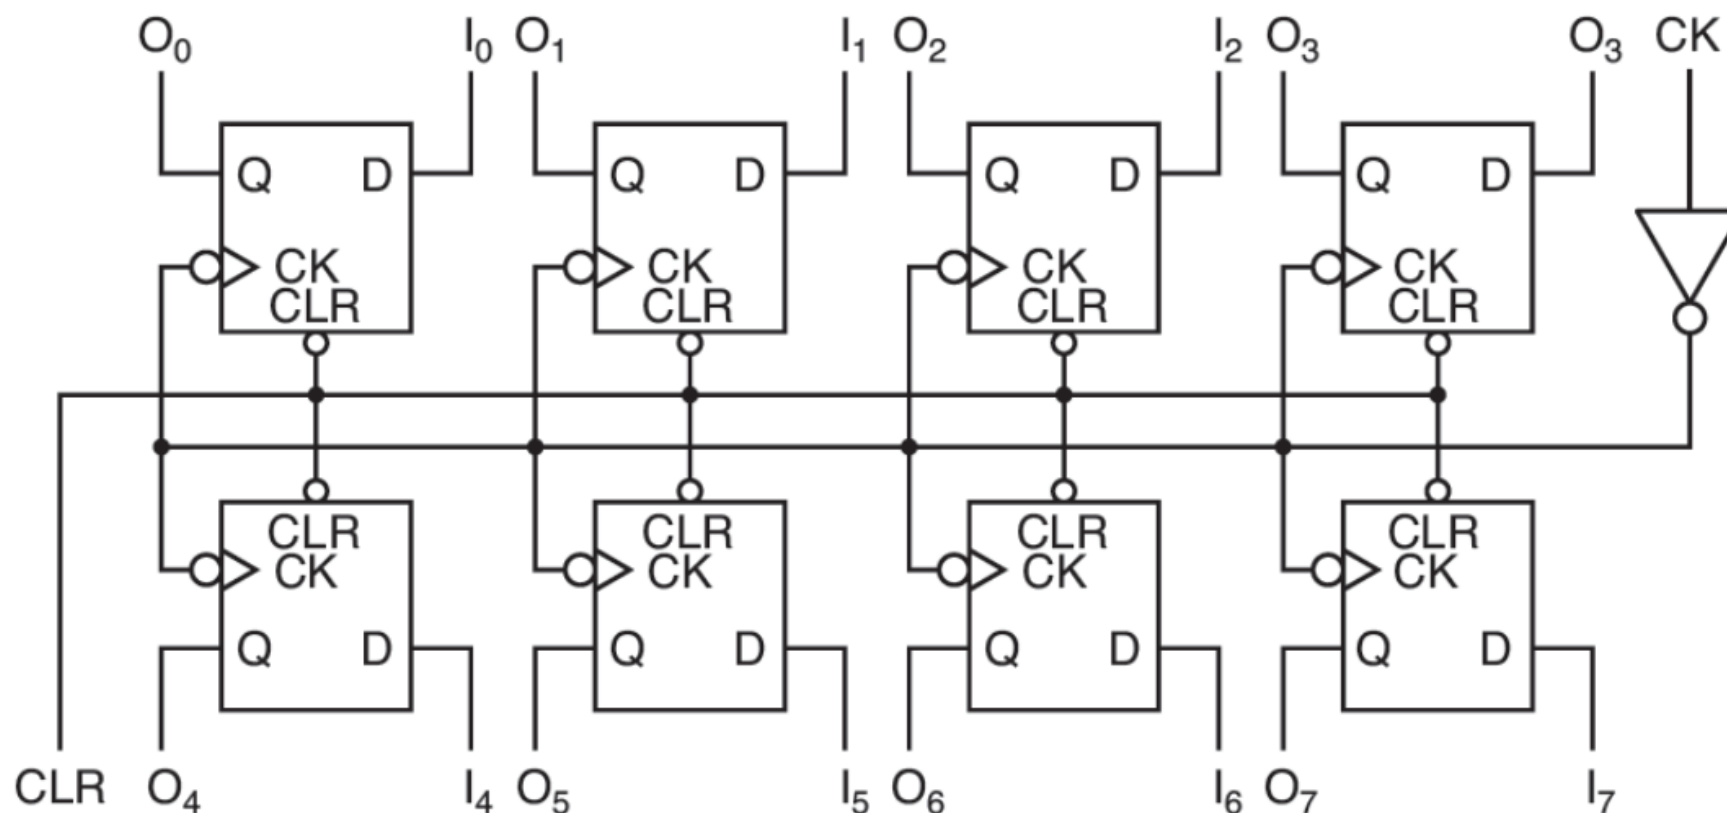 O₀ I₀ O₁ I₁ O₂ I₂ O₃ O₃ CK
Q D Q D Q D Q D
CK CK CK CK
CLR CLR CLR CLR
CLR CLR CLR CLR
CK CK CK CK
Q D Q D Q D Q D
CLR O₄ I₄ O₅ I₅ O₆ I₆ O₇ I₇